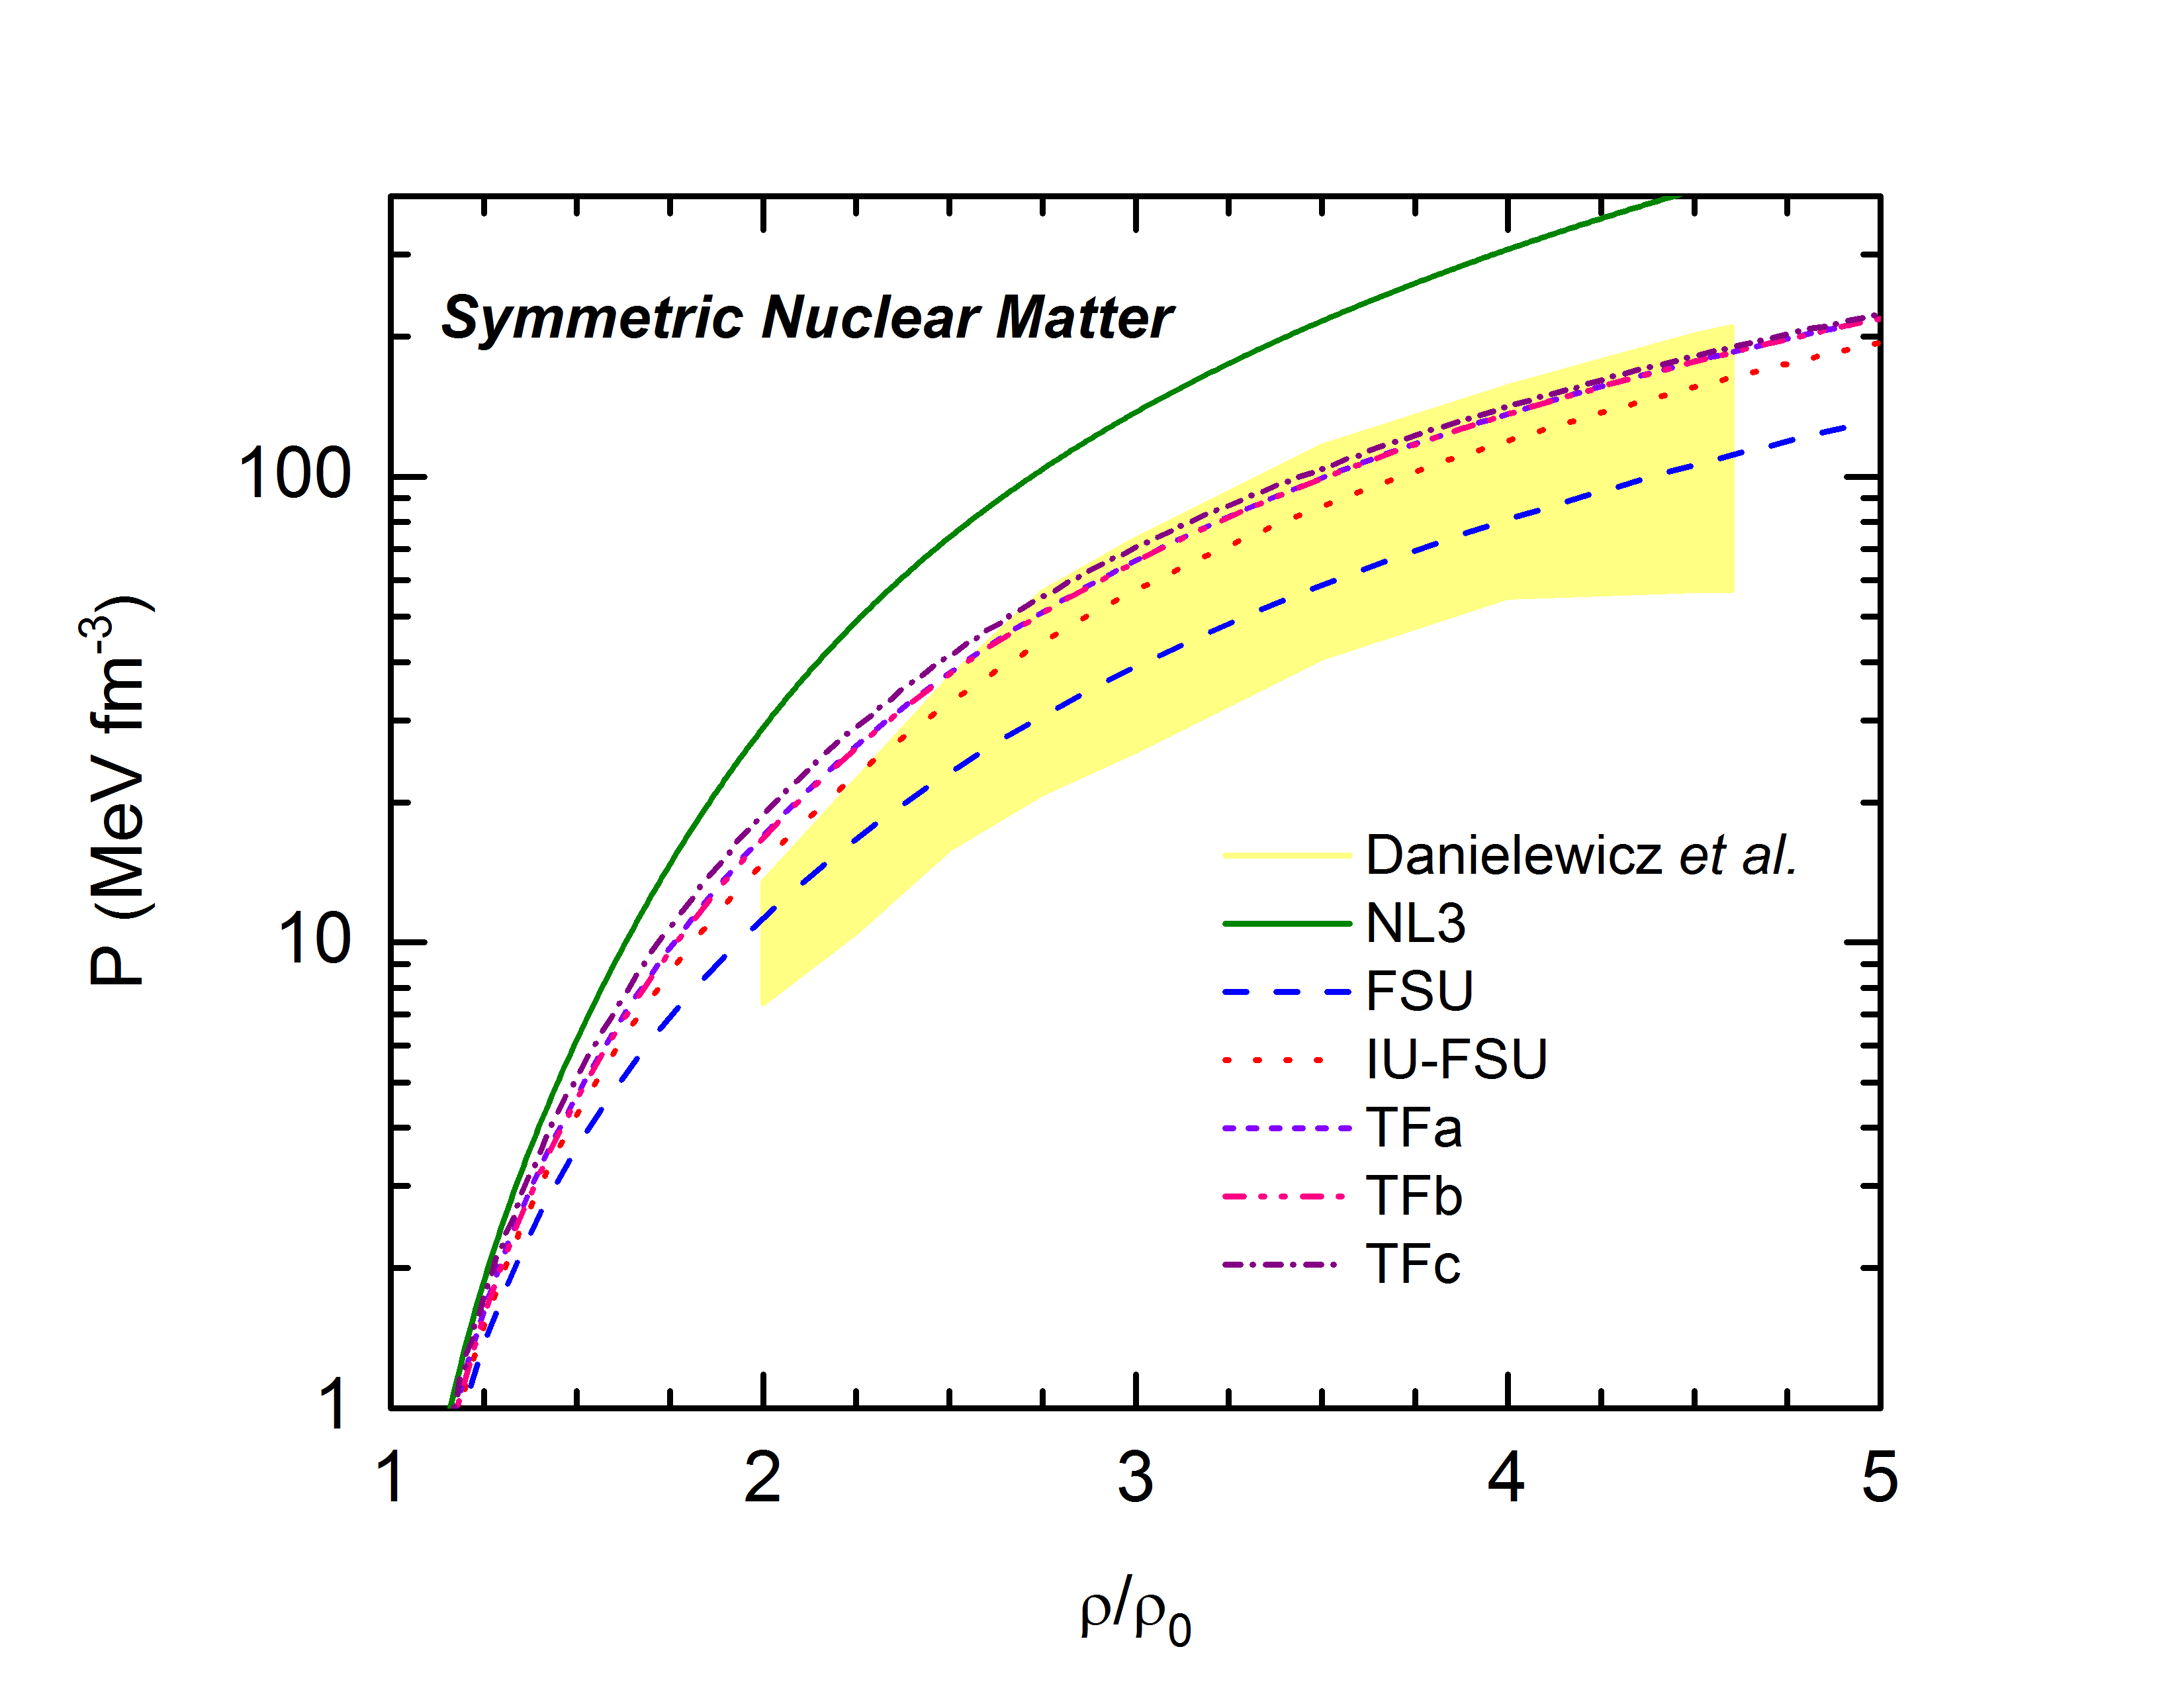 Symmetric Nuclear Matter
100
10
1
P (MeV fm⁻³)
Danielewicz et al.
NL3
FSU
IU-FSU
TFa
TFb
TFc
1 2 3 4 5
ρ/ρ₀